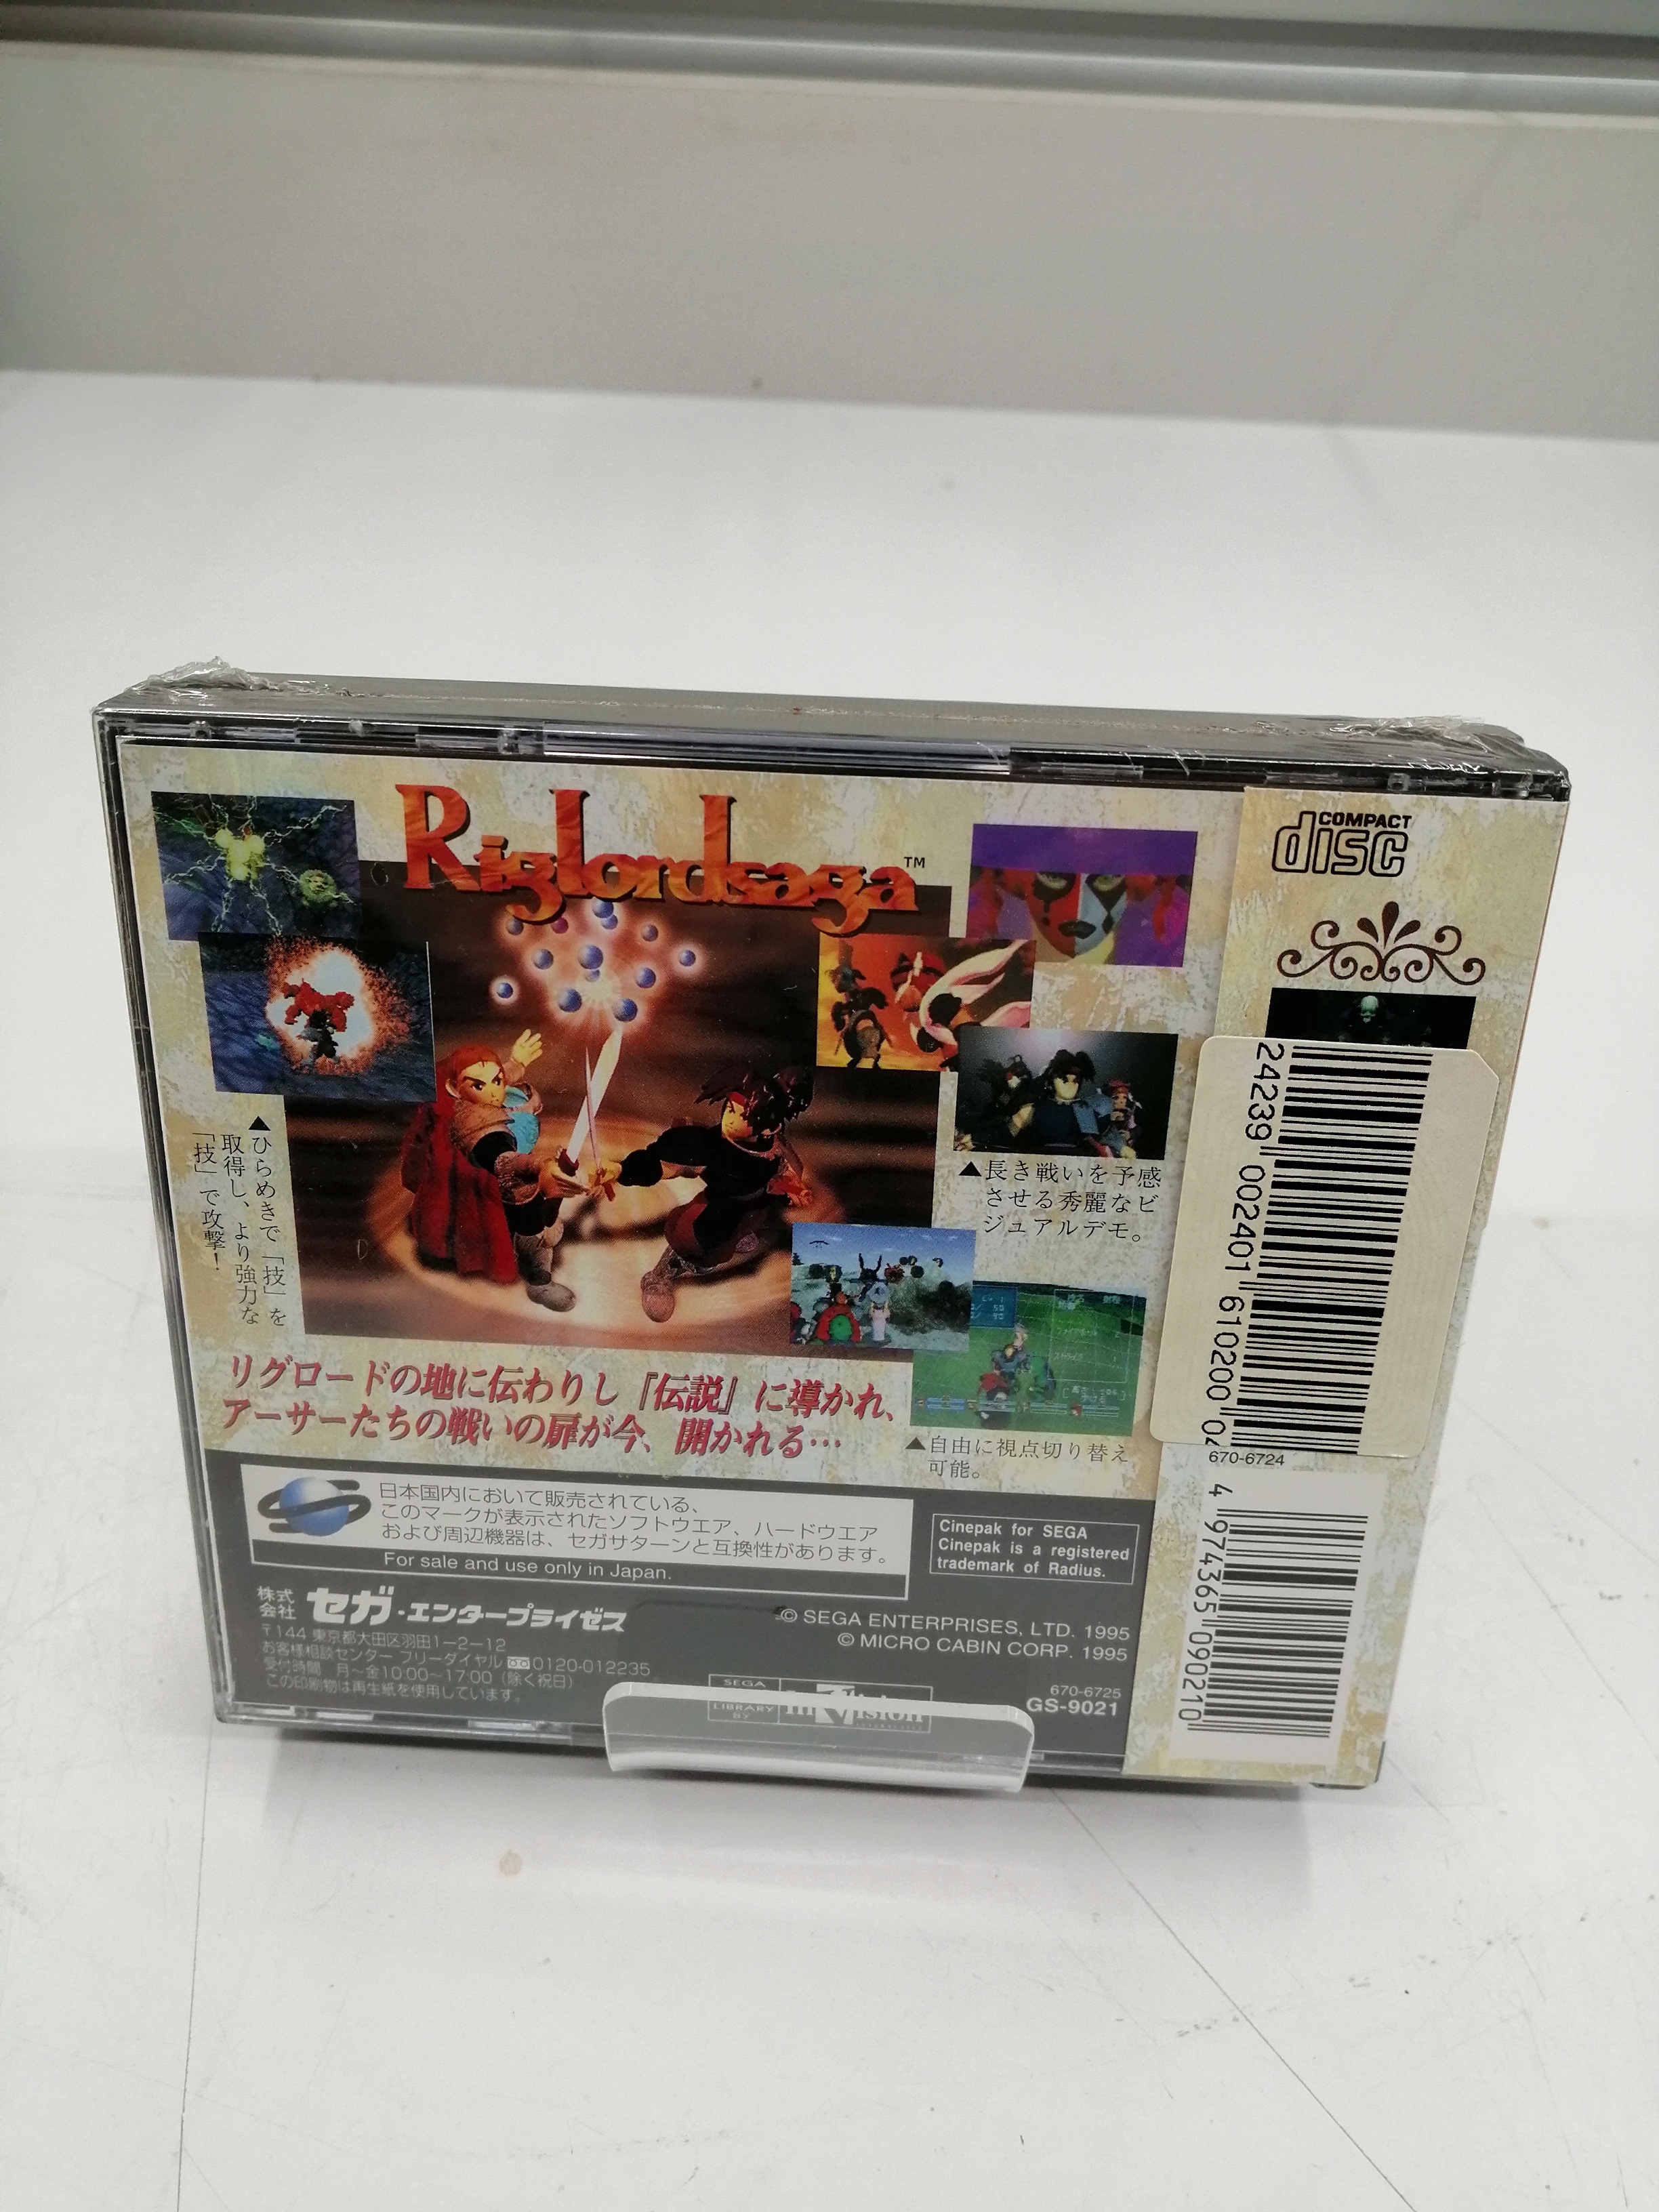 Riglordsaga™
COMPACT
disc
▲ひらめきで「技」を
取得し、より強力な
「技」で攻撃！
▲長き戦いを予感
させる秀麗なビ
ジュアルデモ。
リグロードの地に伝わりし『伝説』に導かれ、
アーサーたちの戦いの扉が今、開かれる…
▲自由に視点切り替え
可能。
24239 002401 610200 04
670-6724
4 974365 090210
日本国内において販売されている、
このマークが表示されたソフトウエア、ハードウエア
および周辺機器は、セガサターンと互換性があります。
For sale and use only in Japan.
Cinepak for SEGA
Cinepak is a registered
trademark of Radius.
株式会社 セガ・エンタープライゼス
〒144 東京都大田区羽田1-2-12
お客様相談センター フリーダイヤル 0120-012235
受付時間 月〜金10:00〜17:00（除く祝日）
この印刷物は再生紙を使用しています。
© SEGA ENTERPRISES, LTD. 1995
© MICRO CABIN CORP. 1995
SEGA
LIBRARY
BY
InVision
INTERACTIVE
670-6725
GS-9021